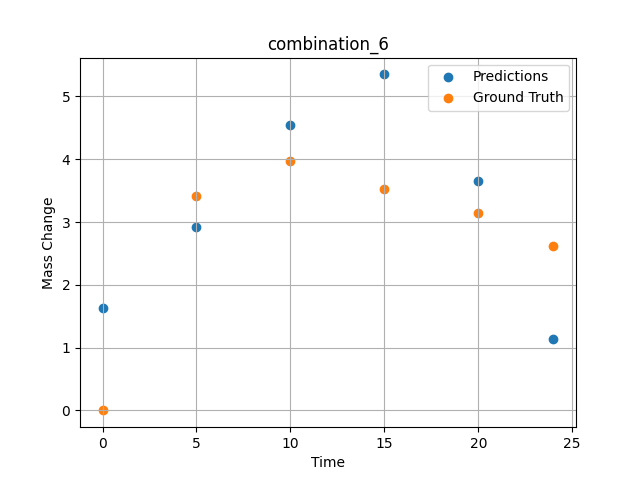 combination_6
Predictions
Ground Truth
Mass Change
5
4
3
2
1
0
0 5 10 15 20 25
Time